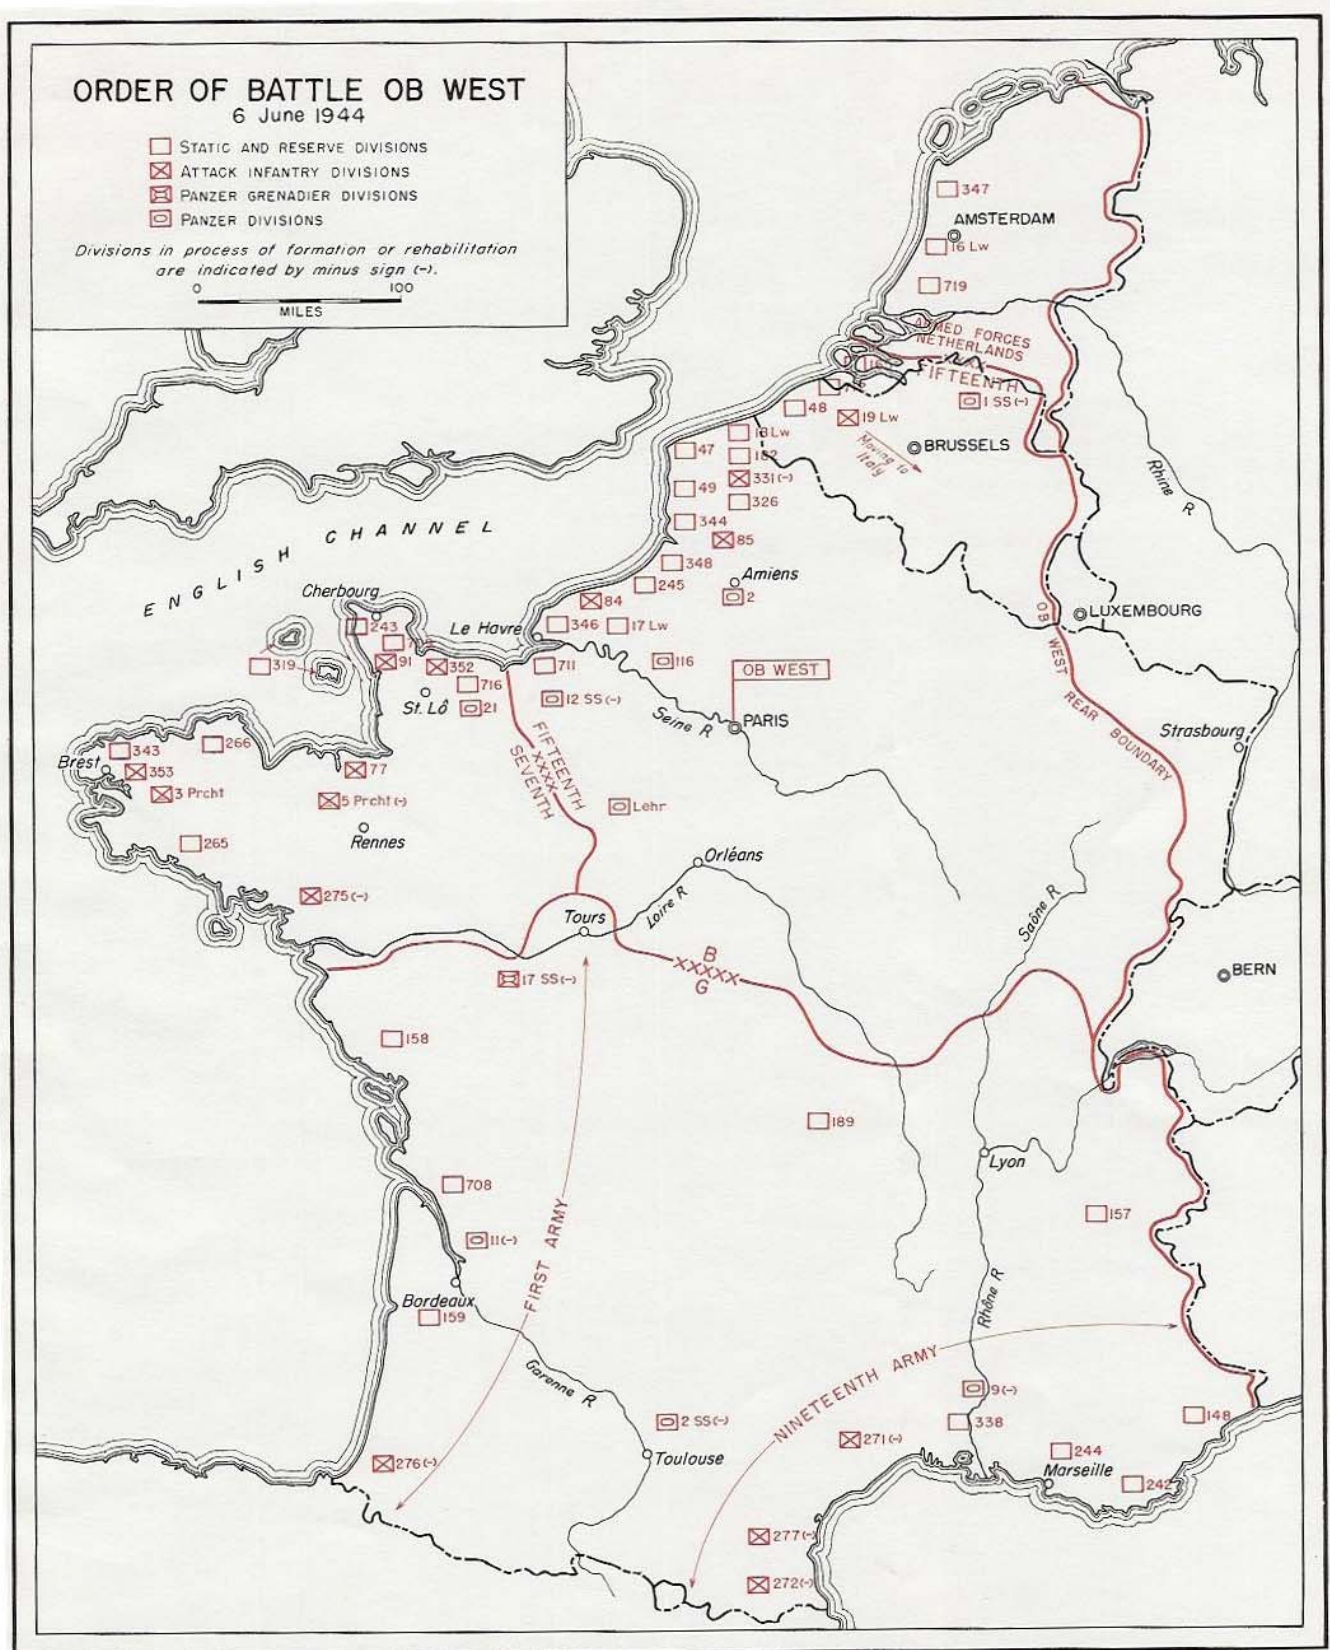 ORDER OF BATTLE OB WEST
6 June 1944
STATIC AND RESERVE DIVISIONS
ATTACK INFANTRY DIVISIONS
PANZER GRENADIER DIVISIONS
PANZER DIVISIONS
Divisions in process of formation or rehabilitation
are indicated by minus sign (-).
0 100
MILES
347
AMSTERDAM
16 Lw
719
ARMED FORCES
NETHERLANDS
XX
FIFTEENTH
1 SS (-)
48
19 Lw
Moving to
Italy
BRUSSELS
Rhine R
18 Lw
47
182
331 (-)
49
326
344
85
ENGLISH CHANNEL
348
Amiens
245
2
84
Cherbourg
243
Le Havre
346
17 Lw
LUXEMBOURG
OB WEST REAR BOUNDARY
319
91
352
711
116
OB WEST
716
St. Lô
21
12 SS (-)
Seine R
PARIS
Strasbourg
343
266
Brest
353
77
3 Prcht
5 Prcht (-)
Rennes
FIFTEENTH
XXXX
SEVENTH
Lehr
265
Orléans
275 (-)
Tours
Loire R
Saône R
B
XXXXX
G
17 SS (-)
BERN
158
189
Lyon
708
157
11 (-)
FIRST ARMY
Bordeaux
159
Rhône R
Garonne R
NINETEENTH ARMY
9 (-)
2 SS (-)
338
148
271 (-)
276 (-)
Toulouse
244
Marseille
242
277 (-)
272 (-)